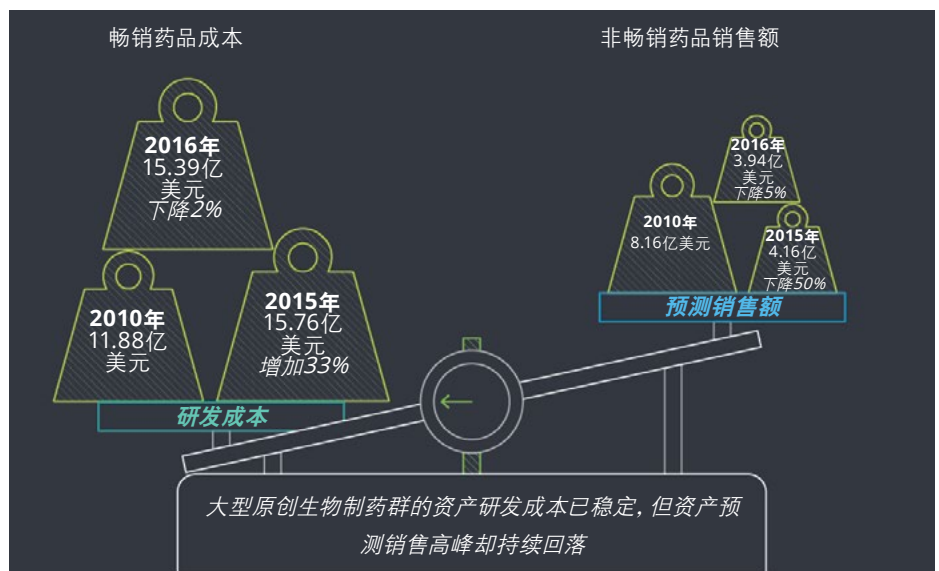 畅销药品成本
非畅销药品销售额
2016年
15.39亿
美元
下降2%
2010年
11.88亿
美元
2015年
15.76亿
美元
增加33%
研发成本
2016年
3.94亿
美元
下降5%
2010年
8.16亿美元
2015年
4.16亿
美元
下降50%
预测销售额
大型原创生物制药群的资产研发成本已稳定，但资产预
测销售高峰却持续回落